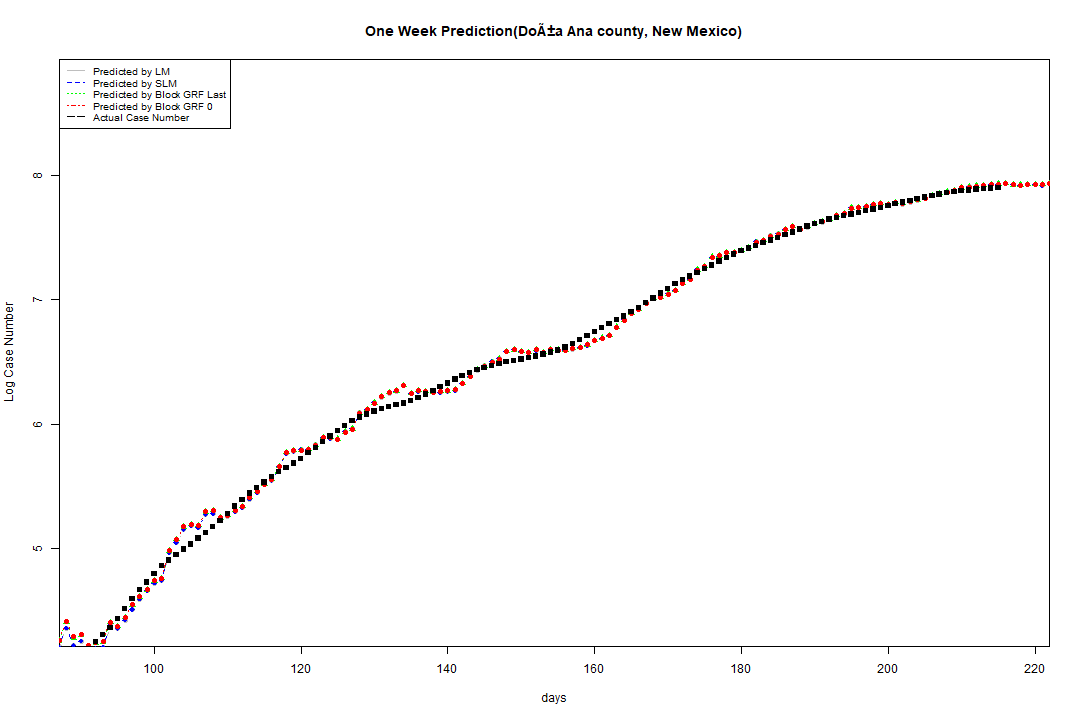 One Week Prediction(DoÃ±a Ana county, New Mexico)
Predicted by LM
Predicted by SLM
Predicted by Block GRF Last
Predicted by Block GRF 0
Actual Case Number
Log Case Number
8
7
6
5
100 120 140 160 180 200 220
days